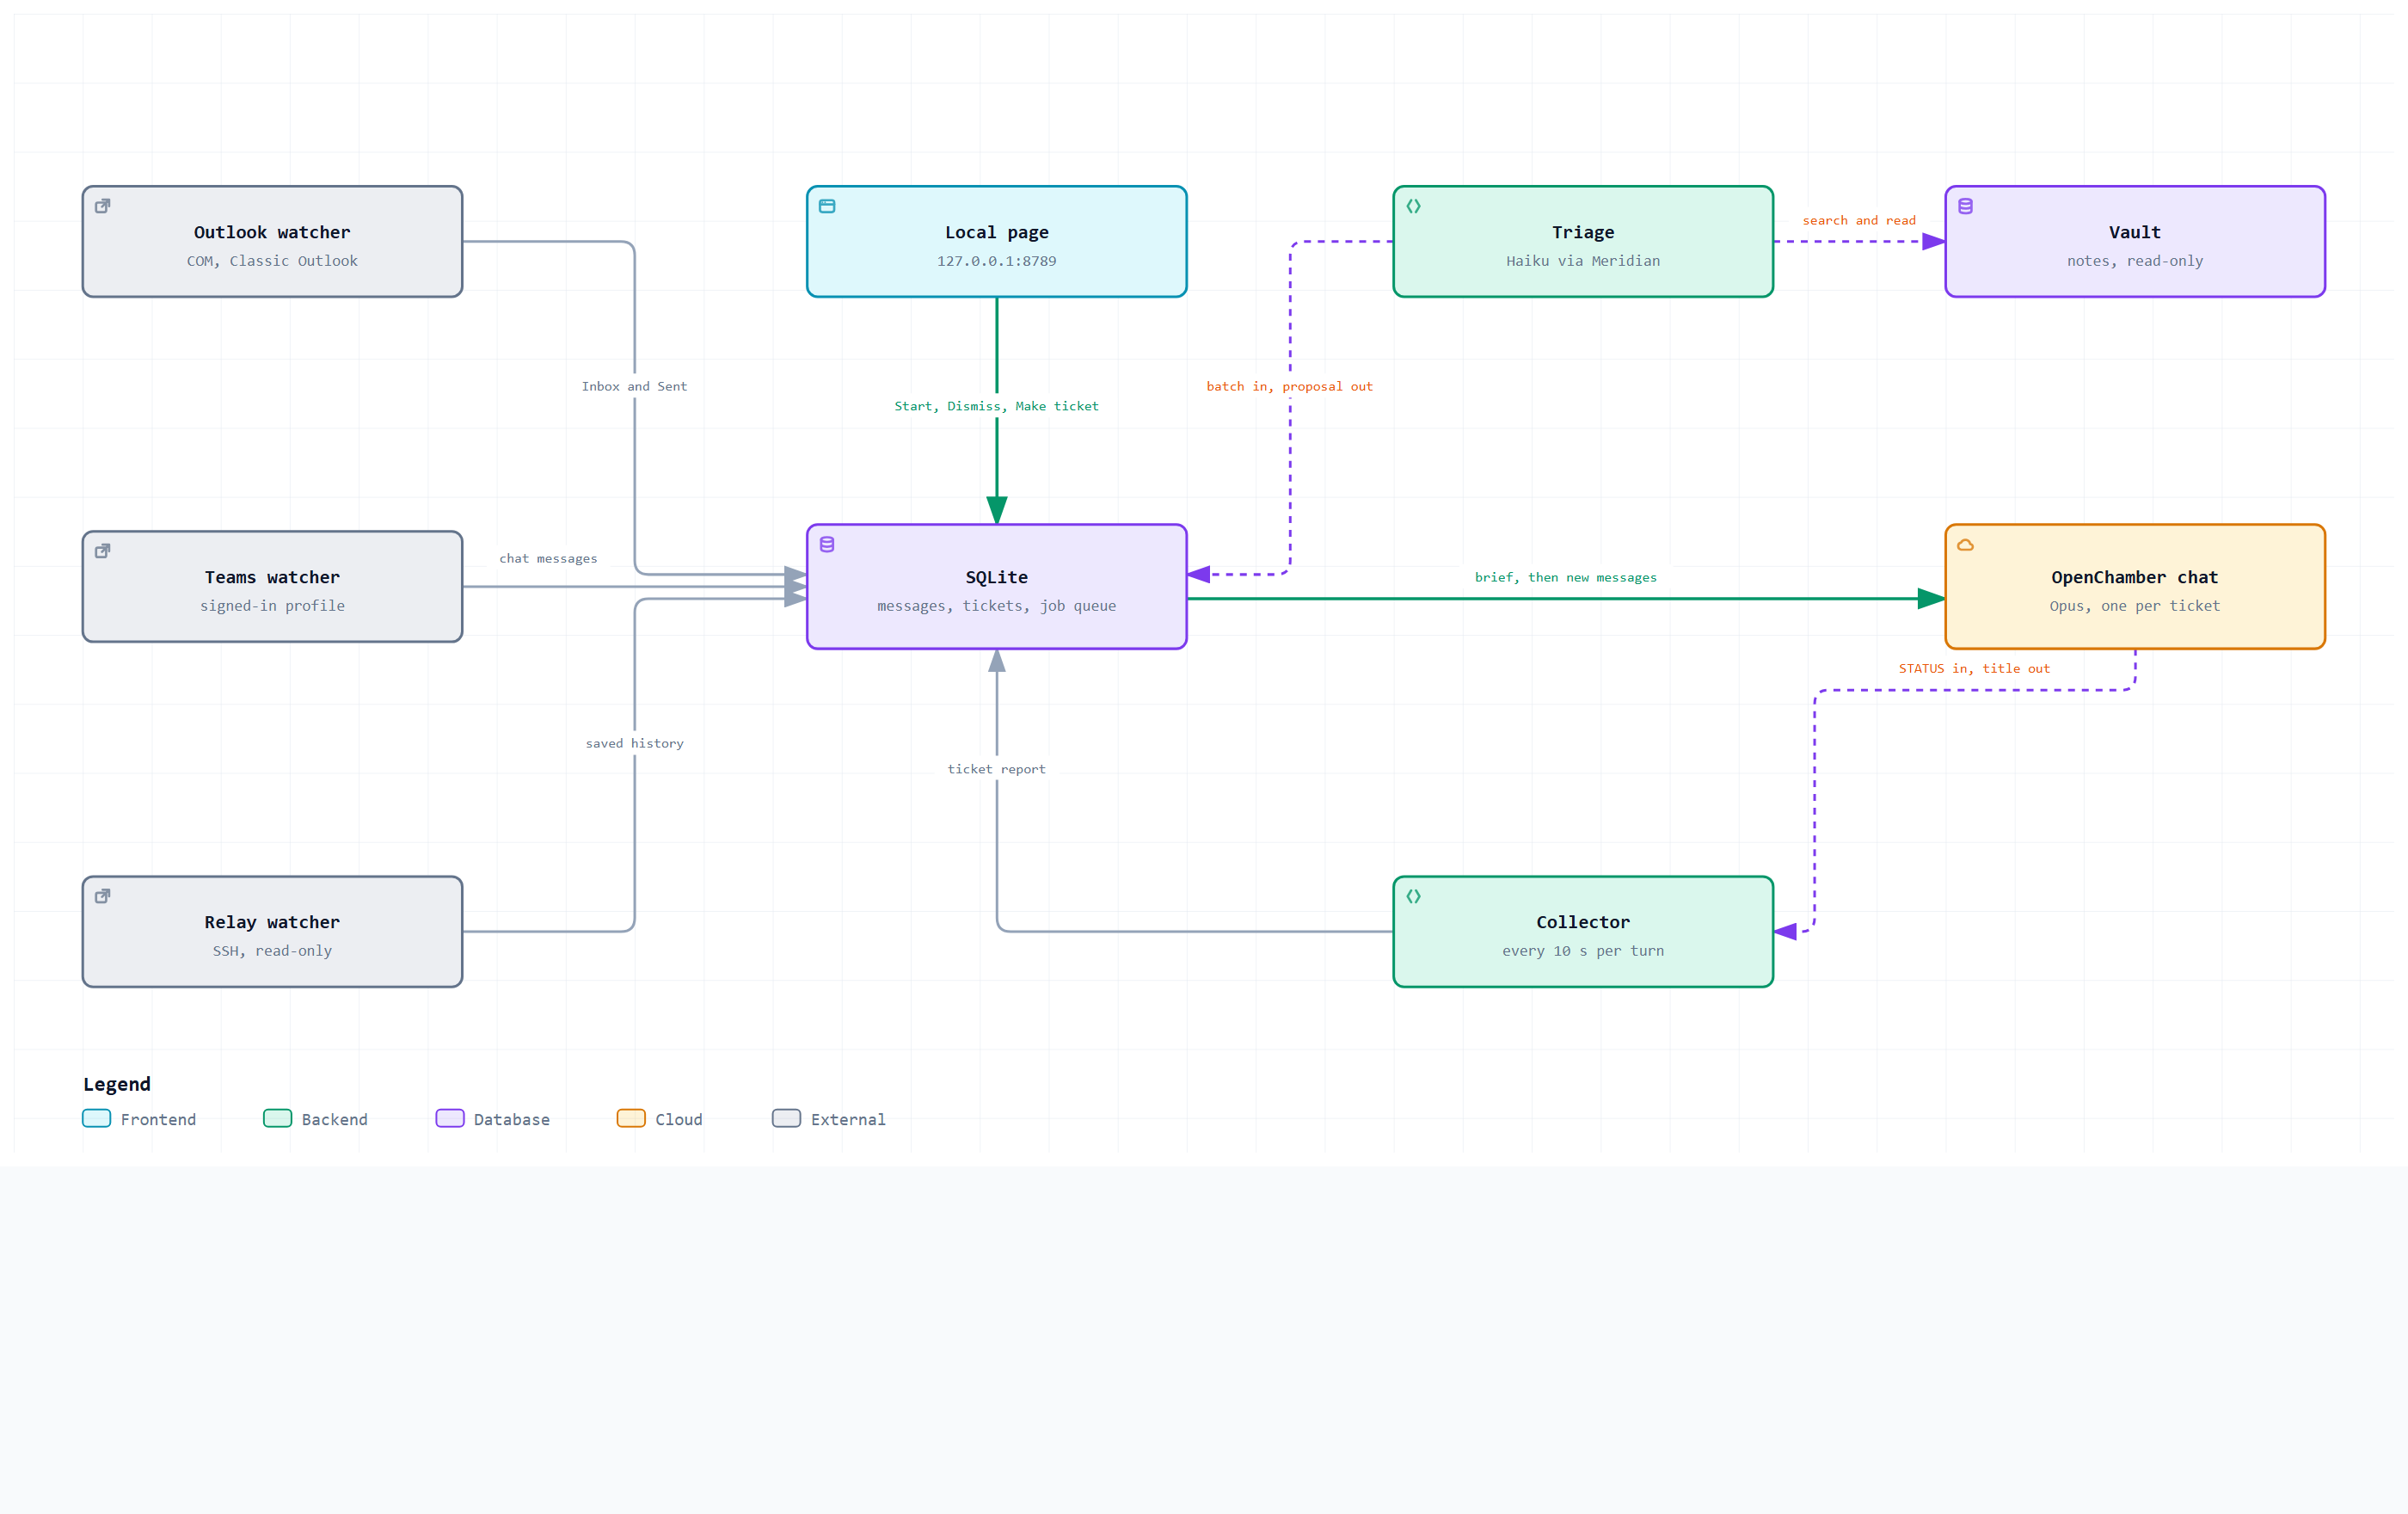 Outlook watcher
COM, Classic Outlook
Local page
127.0.0.1:8789
Triage
Haiku via Meridian
search and read
Vault
notes, read-only
Inbox and Sent
Start, Dismiss, Make ticket
batch in, proposal out
Teams watcher
signed-in profile
chat messages
SQLite
messages, tickets, job queue
brief, then new messages
OpenChamber chat
Opus, one per ticket
STATUS in, title out
saved history
ticket report
Relay watcher
SSH, read-only
Collector
every 10 s per turn
Legend
Frontend
Backend
Database
Cloud
External